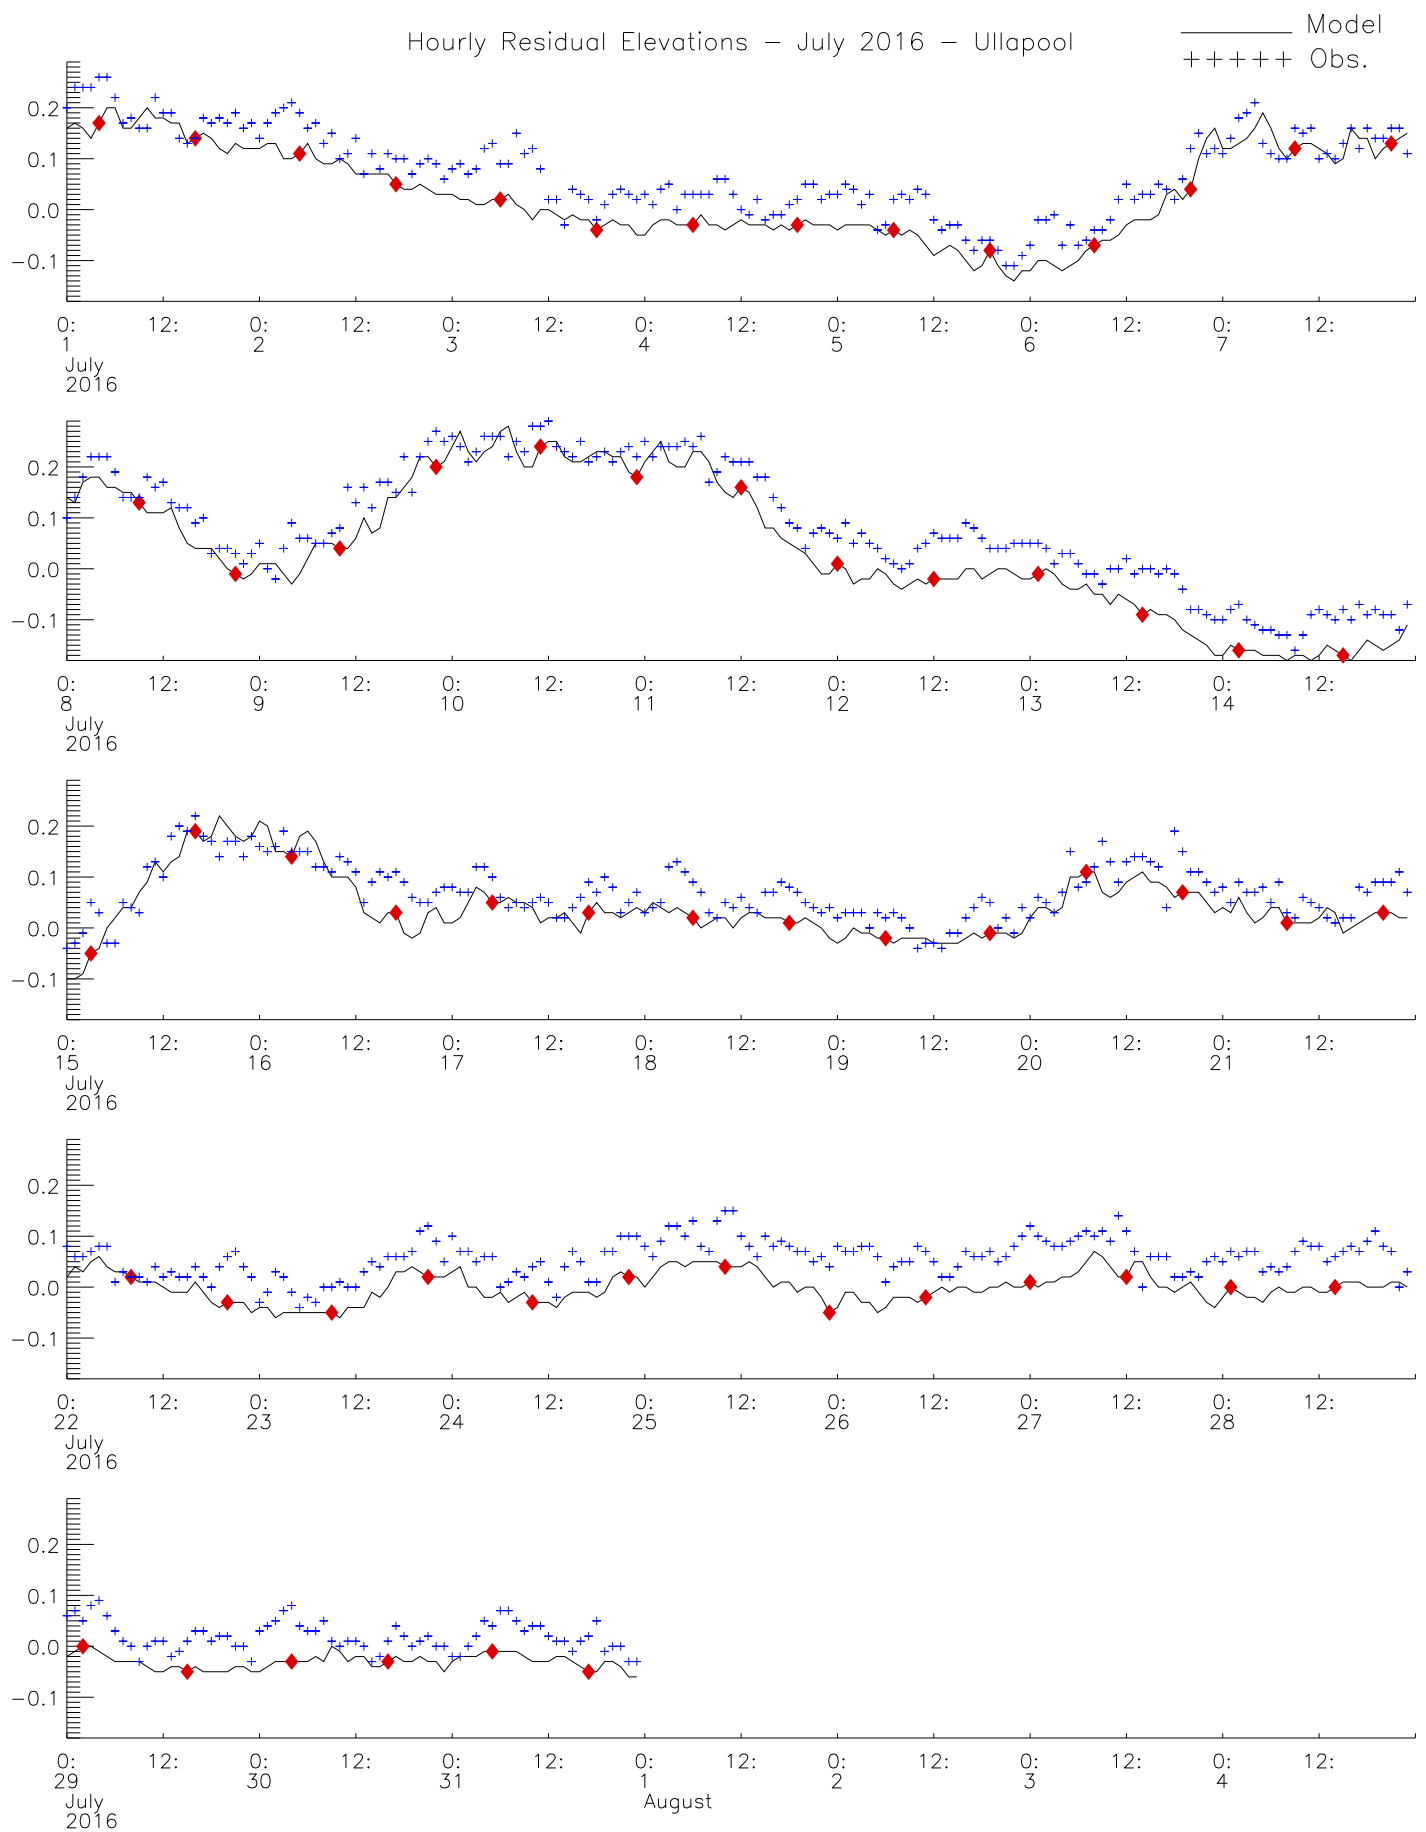 Hourly Residual Elevations – July 2016 – Ullapool
Model
+++++ Obs.
0.2
0.1
0.0
−0.1
0: 12: 0: 12: 0: 12: 0: 12: 0: 12: 0: 12: 0: 12:
1 2 3 4 5 6 7
July
2016
0.2
0.1
0.0
−0.1
0: 12: 0: 12: 0: 12: 0: 12: 0: 12: 0: 12: 0: 12:
8 9 10 11 12 13 14
July
2016
0.2
0.1
0.0
−0.1
0: 12: 0: 12: 0: 12: 0: 12: 0: 12: 0: 12: 0: 12:
15 16 17 18 19 20 21
July
2016
0.2
0.1
0.0
−0.1
0: 12: 0: 12: 0: 12: 0: 12: 0: 12: 0: 12: 0: 12:
22 23 24 25 26 27 28
July
2016
0.2
0.1
0.0
−0.1
0: 12: 0: 12: 0: 12: 0: 12: 0: 12: 0: 12: 0: 12:
29 30 31 1 2 3 4
July August
2016